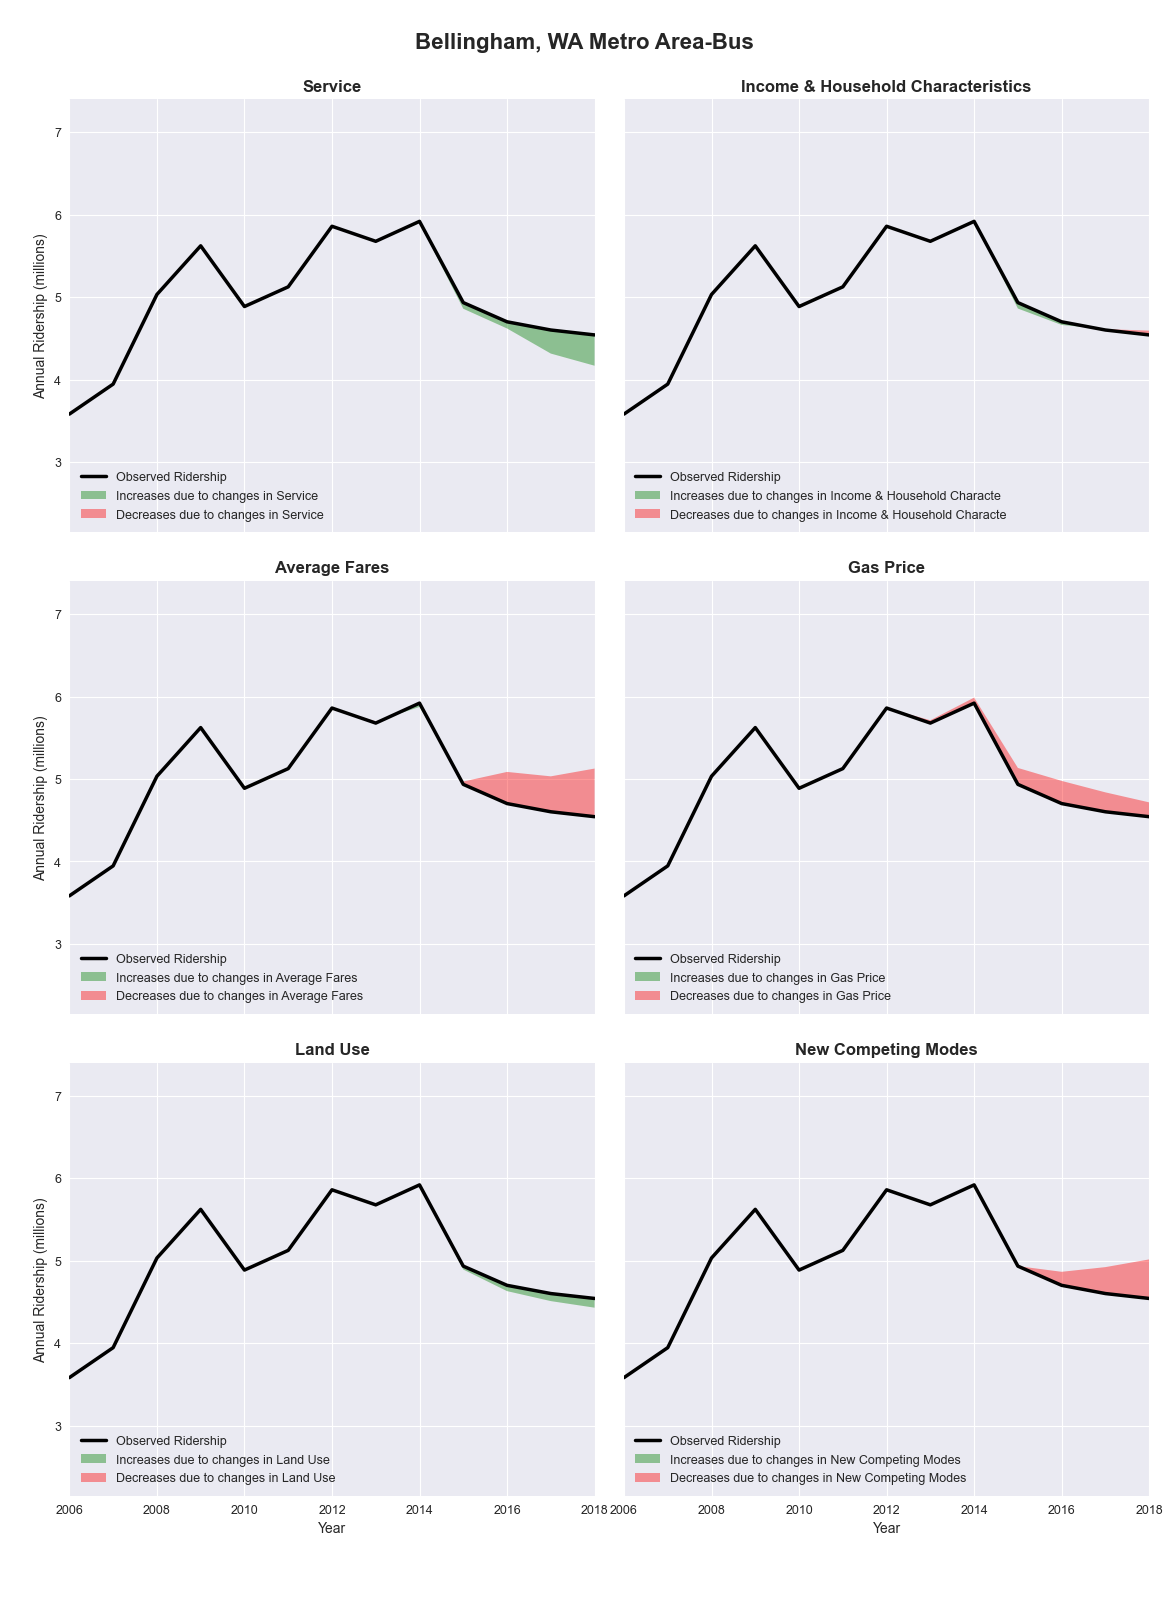 Bellingham, WA Metro Area-Bus
Service
Income & Household Characteristics
7
6
5
4
3
Annual Ridership (millions)
Observed Ridership
Increases due to changes in Service
Decreases due to changes in Service
Observed Ridership
Increases due to changes in Income & Household Characte
Decreases due to changes in Income & Household Characte
Average Fares
Gas Price
7
6
5
4
3
Annual Ridership (millions)
Observed Ridership
Increases due to changes in Average Fares
Decreases due to changes in Average Fares
Observed Ridership
Increases due to changes in Gas Price
Decreases due to changes in Gas Price
Land Use
New Competing Modes
7
6
5
4
3
Annual Ridership (millions)
Observed Ridership
Increases due to changes in Land Use
Decreases due to changes in Land Use
Observed Ridership
Increases due to changes in New Competing Modes
Decreases due to changes in New Competing Modes
2006 2008 2010 2012 2014 2016 2018
2006 2008 2010 2012 2014 2016 2018
Year
Year